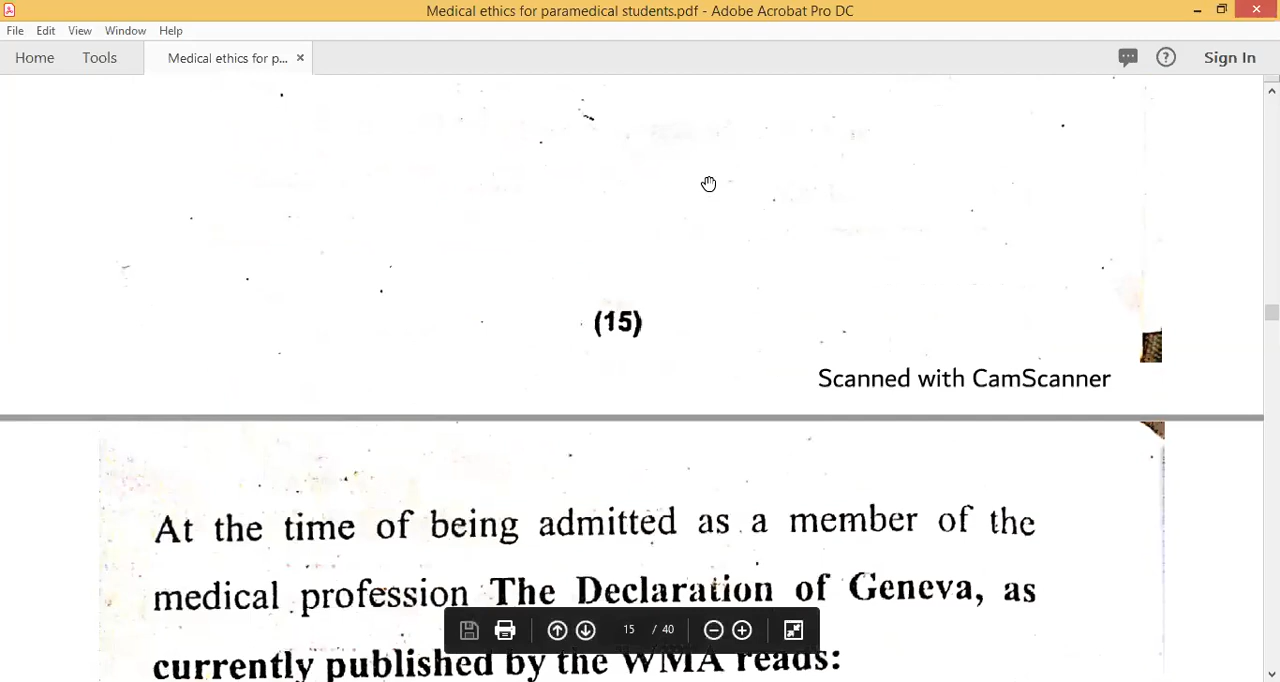 Medical ethics for paramedical students.pdf - Adobe Acrobat Pro DC
File Edit View Window Help
Home Tools Medical ethics for p... × Sign In
(15)
Scanned with CamScanner
At the time of being admitted as a member of the
medical profession The Declaration of Geneva, as
15 / 40
currently published by the WMA reads: